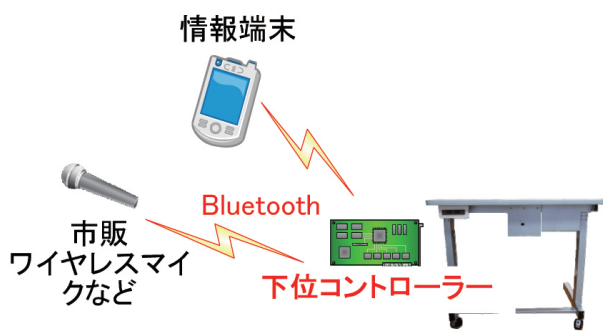 情報端末
Bluetooth
市販
ワイヤレスマイ
クなど
下位コントローラー